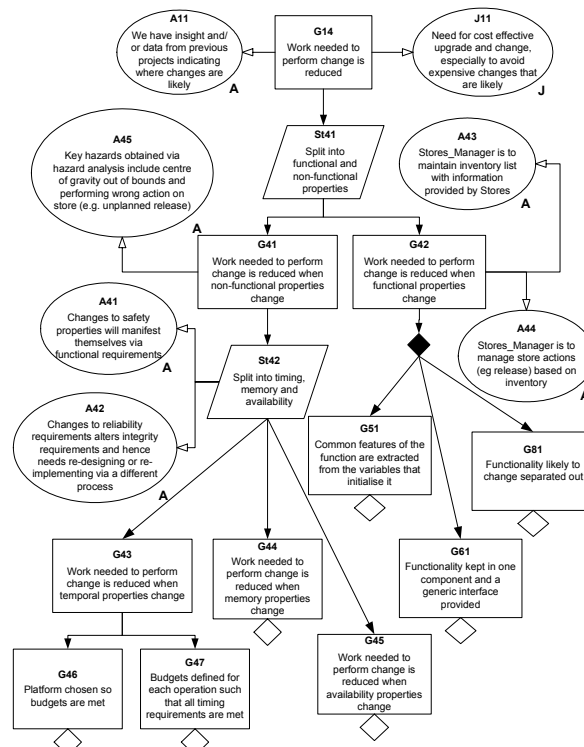 A11
We have insight and/
or data from previous
projects indicating
where changes are
likely
A
G14
Work needed to
perform change is
reduced
J11
Need for cost effective
upgrade and change,
especially to avoid
expensive changes that
are likely
J
A45
Key hazards obtained via
hazard analysis include centre
of gravity out of bounds and
performing wrong action on
store (e.g. unplanned release)
A
St41
Split into
functional and
non-functional
properties
A43
Stores_Manager is to
maintain inventory list
with information
provided by Stores
A
G41
Work needed to perform
change is reduced when
non-functional properties
change
G42
Work needed to perform
change is reduced when
functional properties
change
A41
Changes to safety
properties will manifest
themselves via
functional requirements
A
St42
Split into timing,
memory and
availability
A44
Stores_Manager is to
manage store actions
(eg release) based on
inventory
A
A42
Changes to reliability
requirements alters integrity
requirements and hence
needs re-designing or re-
implementing via a different
process
A
G51
Common features of the
function are extracted
from the variables that
initialise it
G81
Functionality likely to
change separated out
G43
Work needed to perform
change is reduced when
temporal properties change
G44
Work needed to
perform change is
reduced when
memory properties
change
G61
Functionality kept in one
component and a
generic interface
provided
G46
Platform chosen so
budgets are met
G47
Budgets defined for
each operation such
that all timing
requirements are met
G45
Work needed to
perform change is
reduced when
availability properties
change